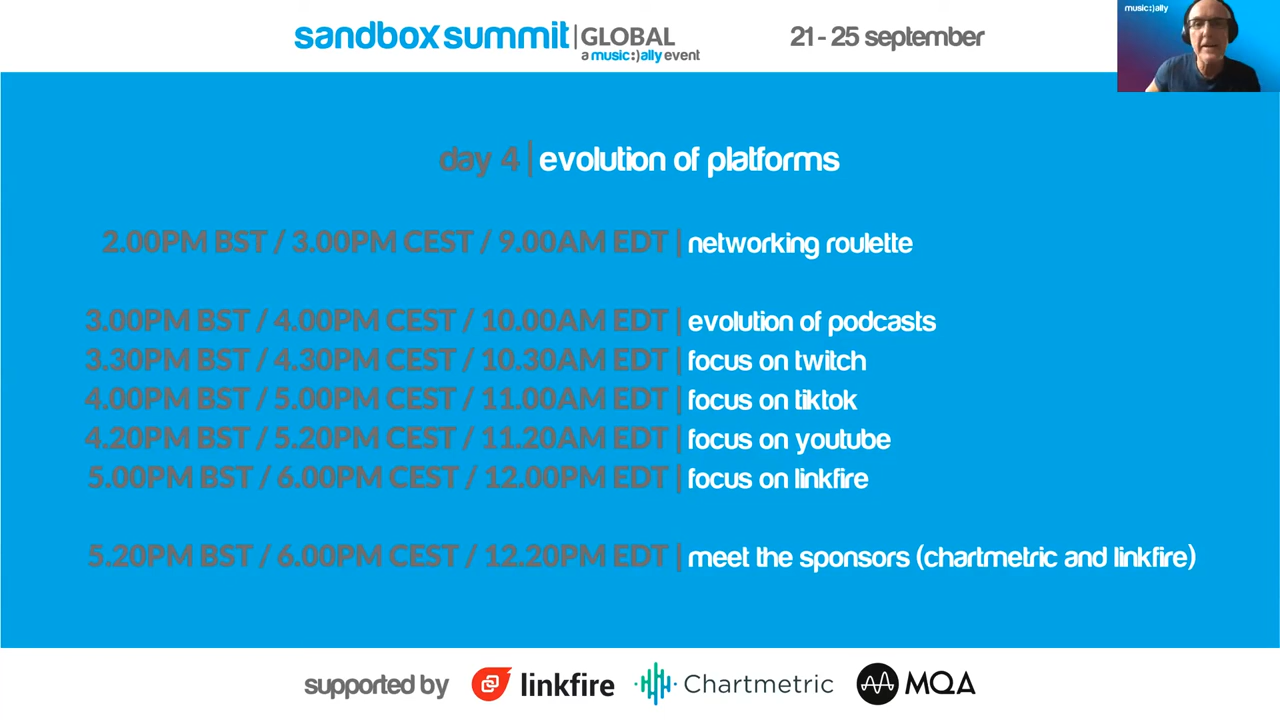 sandbox summit | GLOBAL
a music:)ally event
21 - 25 september
music:)ally
day 4 | evolution of platforms
2.00PM BST / 3.00PM CEST / 9.00AM EDT | networking roulette
3.00PM BST / 4.00PM CEST / 10.00AM EDT | evolution of podcasts
3.30PM BST / 4.30PM CEST / 10.30AM EDT | focus on twitch
4.00PM BST / 5.00PM CEST / 11.00AM EDT | focus on tiktok
4.20PM BST / 5.20PM CEST / 11.20AM EDT | focus on youtube
5.00PM BST / 6.00PM CEST / 12.00PM EDT | focus on linkfire
5.20PM BST / 6.00PM CEST / 12.20PM EDT | meet the sponsors (chartmetric and linkfire)
supported by linkfire Chartmetric MQA